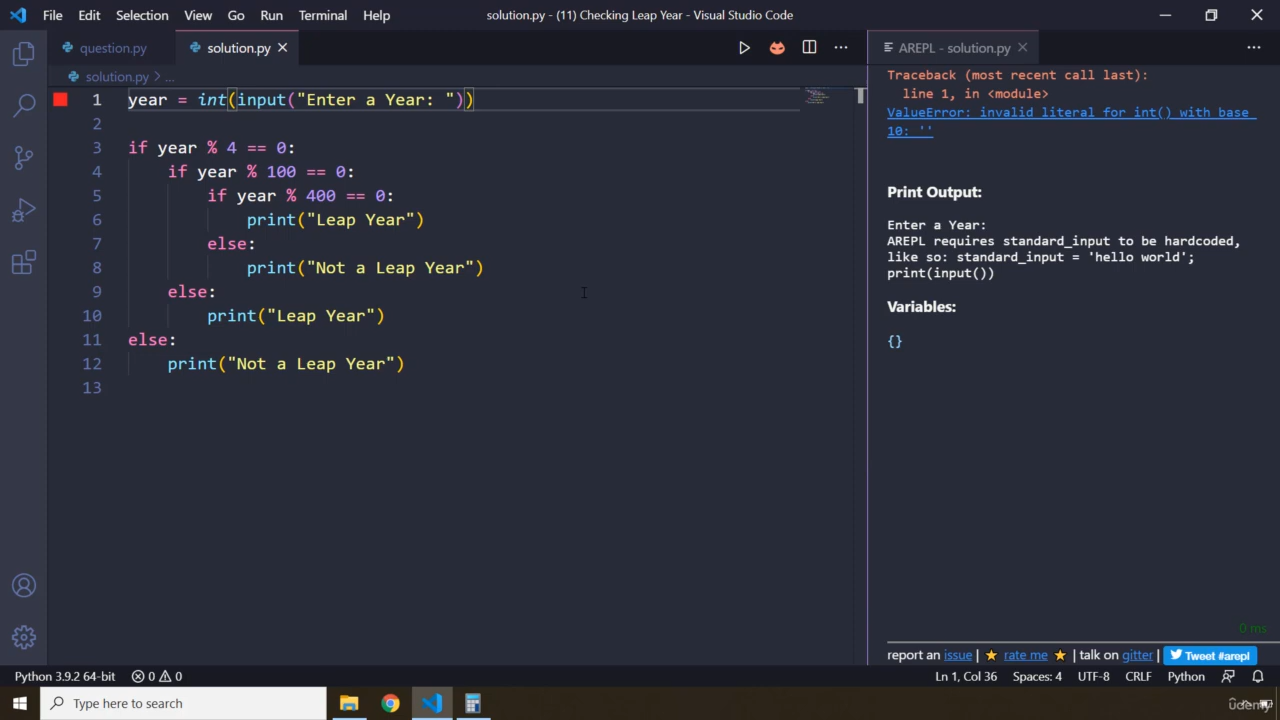 File Edit Selection View Go Run Terminal Help
solution.py - (11) Checking Leap Year - Visual Studio Code
question.py
solution.py
solution.py > ...
1 year = int(input("Enter a Year: "))
2
3 if year % 4 == 0:
4 if year % 100 == 0:
5 if year % 400 == 0:
6 print("Leap Year")
7 else:
8 print("Not a Leap Year")
9 else:
10 print("Leap Year")
11 else:
12 print("Not a Leap Year")
13
AREPL - solution.py
Traceback (most recent call last):
line 1, in <module>
ValueError: invalid literal for int() with base
10: ''
Print Output:
Enter a Year:
AREPL requires standard_input to be hardcoded,
like so: standard_input = 'hello world';
print(input())
Variables:
{}
0 ms
report an issue | ★ rate me ★ | talk on gitter | Tweet #arepl
Python 3.9.2 64-bit 0 0
Ln 1, Col 36 Spaces: 4 UTF-8 CRLF Python
Type here to search
udemy